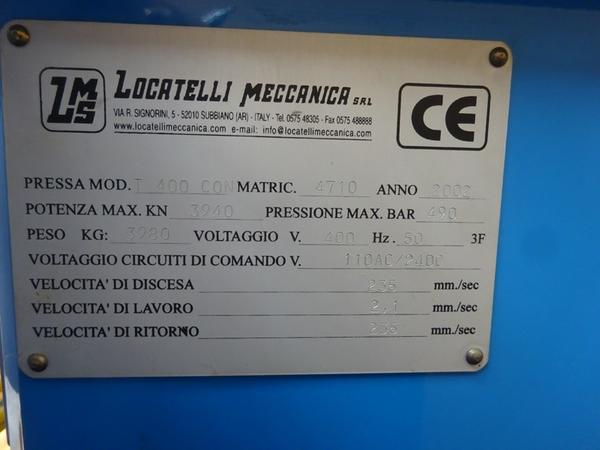 LMS LOCATELLI MECCANICA SRL
VIA R. SIGNORINI, 5 - 52010 SUBBIANO (AR) - ITALY - Tel. 0575 48305 - Fax 0575 488888
www.locatellimeccanica.com e-mail: info@locatellimeccanica.com
CE
PRESSA MOD. T 400 CON MATRIC. 4710 ANNO 2002
POTENZA MAX. KN 3940 PRESSIONE MAX. BAR 490
PESO KG: 3980 VOLTAGGIO V. 400 Hz. 50 3F
VOLTAGGIO CIRCUITI DI COMANDO V. 110AC/24DC
VELOCITA' DI DISCESA 235 mm./sec
VELOCITA' DI LAVORO 2,1 mm./sec
VELOCITA' DI RITORNO 235 mm./sec